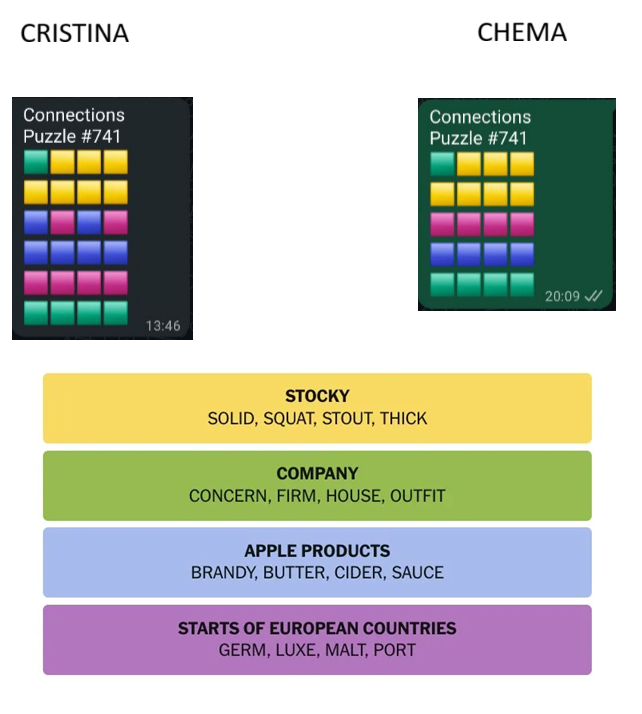 CRISTINA
CHEMA
Connections
Puzzle #741
13:46
Connections
Puzzle #741
20:09
STOCKY
SOLID, SQUAT, STOUT, THICK
COMPANY
CONCERN, FIRM, HOUSE, OUTFIT
APPLE PRODUCTS
BRANDY, BUTTER, CIDER, SAUCE
STARTS OF EUROPEAN COUNTRIES
GERM, LUXE, MALT, PORT